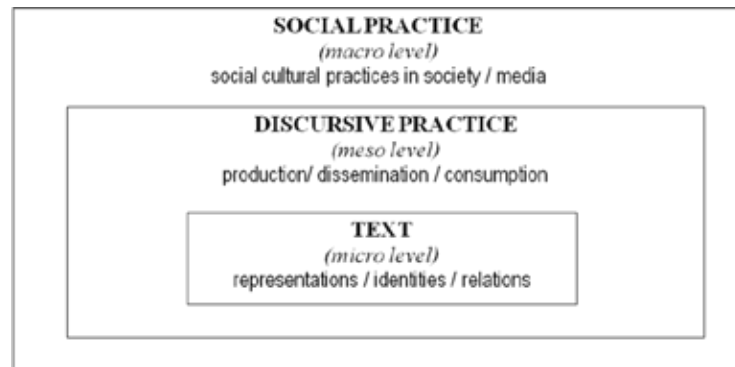 SOCIAL PRACTICE
(macro level)
social cultural practices in society / media
DISCURSIVE PRACTICE
(meso level)
production/ dissemination / consumption
TEXT
(micro level)
representations / identities / relations